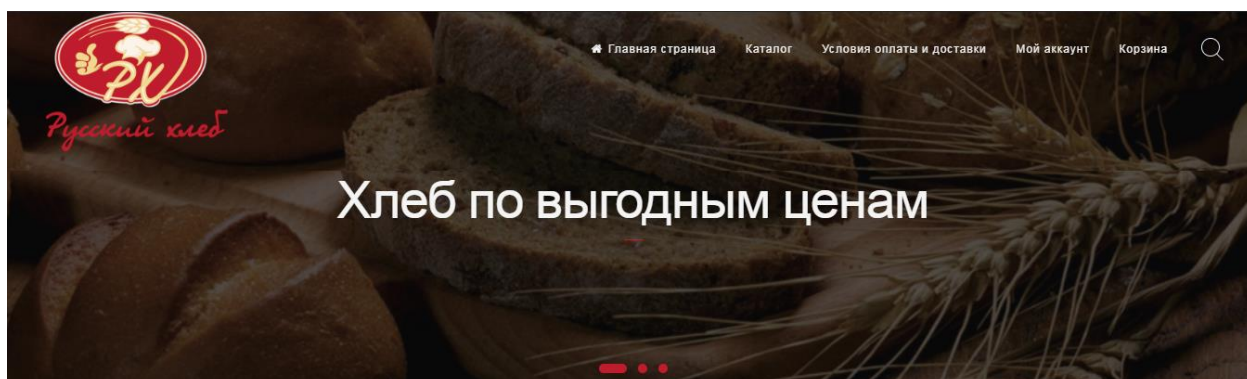 РХ
Русский хлеб
Главная страница Каталог Условия оплаты и доставки Мой аккаунт Корзина
Хлеб по выгодным ценам